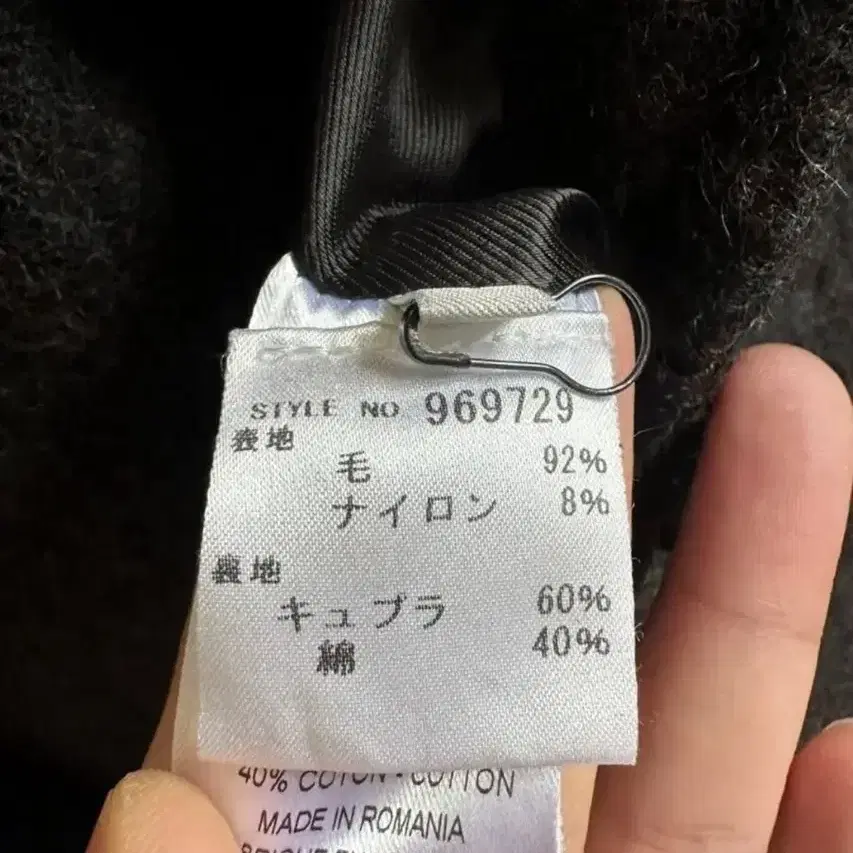 STYLE NO 969729
表地
毛 92%
ナイロン 8%
表地
キュプラ 60%
綿 40%
40% COTON - COTTON
MADE IN ROMANIA